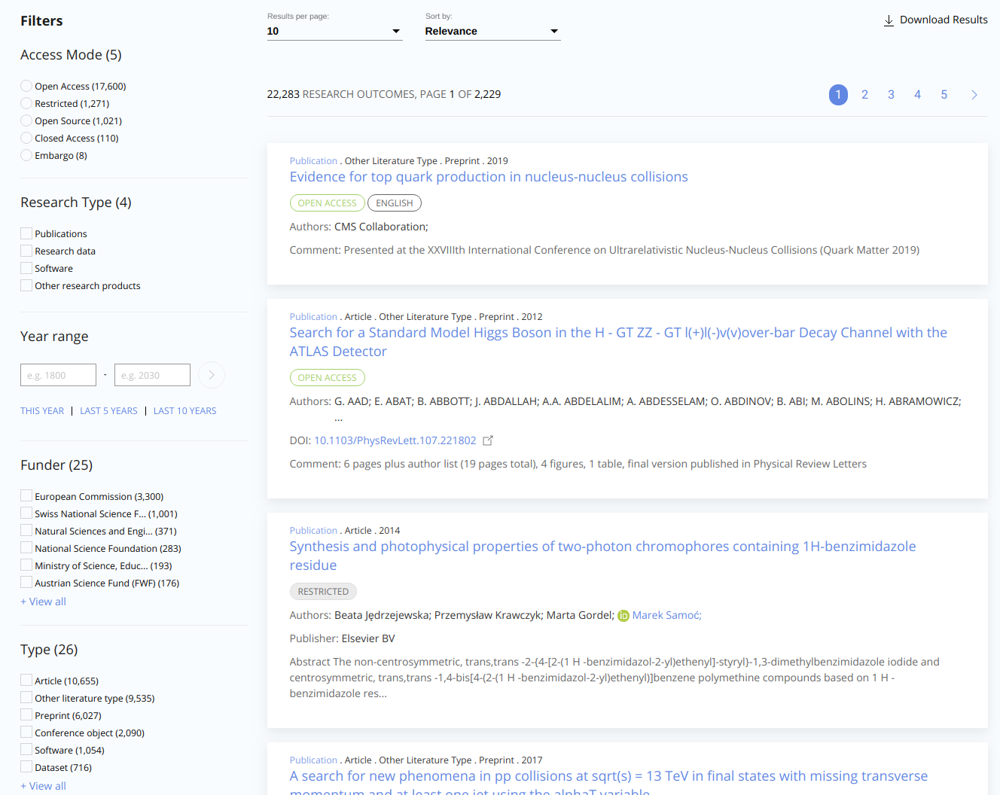 Filters
Access Mode (5)
Open Access (17,600)
Restricted (1,271)
Open Source (1,021)
Closed Access (110)
Embargo (8)
Research Type (4)
Publications
Research data
Software
Other research products
Year range
e.g. 1800 - e.g. 2030
THIS YEAR | LAST 5 YEARS | LAST 10 YEARS
Funder (25)
European Commission (3,300)
Swiss National Science F... (1,001)
Natural Sciences and Engi... (371)
National Science Foundation (283)
Ministry of Science, Educ... (193)
Austrian Science Fund (FWF) (176)
+ View all
Type (26)
Article (10,655)
Other literature type (9,535)
Preprint (6,027)
Conference object (2,090)
Software (1,054)
Dataset (716)
+ View all
Results per page:
10
Sort by:
Relevance
Download Results
22,283 RESEARCH OUTCOMES, PAGE 1 OF 2,229
1 2 3 4 5
Publication . Other Literature Type . Preprint . 2019
Evidence for top quark production in nucleus-nucleus collisions
OPEN ACCESS ENGLISH
Authors: CMS Collaboration;
Comment: Presented at the XXVIIIth International Conference on Ultrarelativistic Nucleus-Nucleus Collisions (Quark Matter 2019)
Publication . Article . Other Literature Type . Preprint . 2012
Search for a Standard Model Higgs Boson in the H - GT ZZ - GT l(+)l(-)v(v)over-bar Decay Channel with the
ATLAS Detector
OPEN ACCESS
Authors: G. AAD; E. ABAT; B. ABBOTT; J. ABDALLAH; A.A. ABDELALIM; A. ABDESSELAM; O. ABDINOV; B. ABI; M. ABOLINS; H. ABRAMOWICZ;
...
DOI: 10.1103/PhysRevLett.107.221802
Comment: 6 pages plus author list (19 pages total), 4 figures, 1 table, final version published in Physical Review Letters
Publication . Article . 2014
Synthesis and photophysical properties of two-photon chromophores containing 1H-benzimidazole
residue
RESTRICTED
Authors: Beata Jędrzejewska; Przemysław Krawczyk; Marta Gordel; iD Marek Samoć;
Publisher: Elsevier BV
Abstract The non-centrosymmetric, trans,trans -2-{4-[2-(1 H -benzimidazol-2-yl)ethenyl]-styryl}-1,3-dimethylbenzimidazole iodide and
centrosymmetric, trans,trans -1,4-bis[4-(2-(1 H -benzimidazol-2-yl)ethenyl)]benzene polymethine compounds based on 1 H -
benzimidazole res...
Publication . Article . Other Literature Type . Preprint . 2017
A search for new phenomena in pp collisions at sqrt(s) = 13 TeV in final states with missing transverse
momentum and at least one jet using the alphaT variable